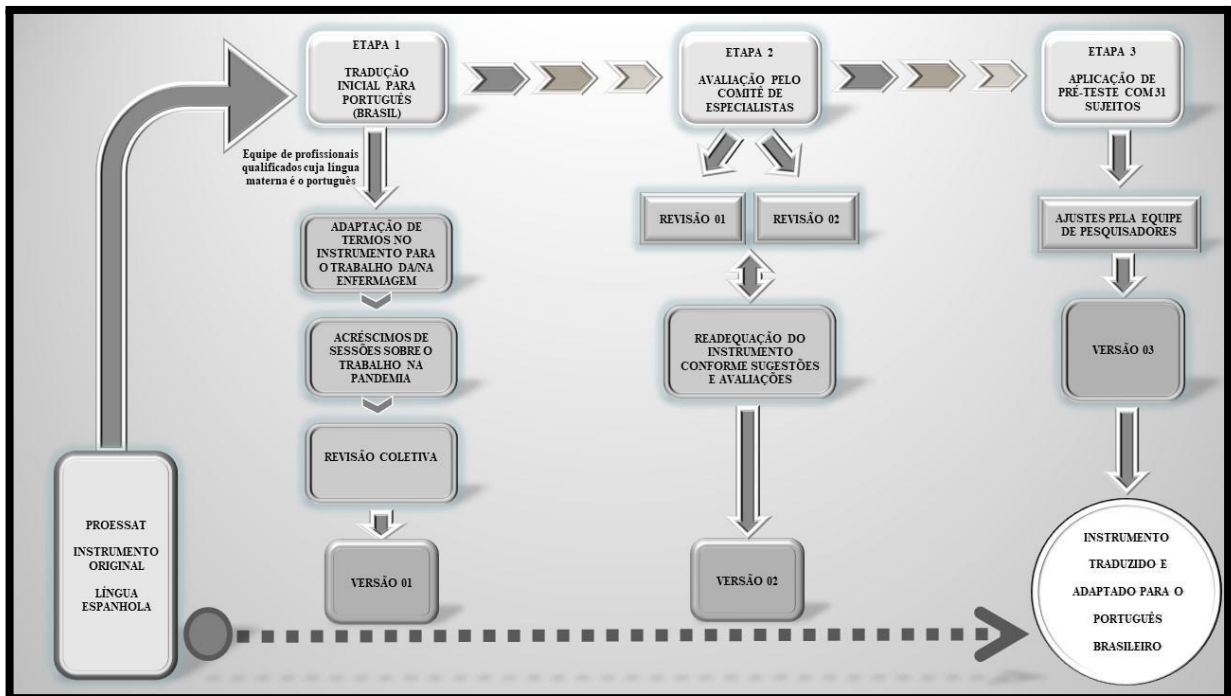 ETAPA 1
TRADUÇÃO
INICIAL PARA
PORTUGUÊS
(BRASIL)
Equipe de profissionais
qualificados cuja língua
materna é o português
ADAPTAÇÃO DE
TERMOS NO
INSTRUMENTO PARA
O TRABALHO DA/NA
ENFERMAGEM
ACRÉSCIMOS DE
SESSÕES SOBRE O
TRABALHO NA
PANDEMIA
REVISÃO COLETIVA
VERSÃO 01
ETAPA 2
AVALIAÇÃO PELO
COMITÊ DE
ESPECIALISTAS
REVISÃO 01
REVISÃO 02
READEQUAÇÃO DO
INSTRUMENTO
CONFORME SUGESTÕES
E AVALIAÇÕES
VERSÃO 02
ETAPA 3
APLICAÇÃO DE
PRÉ-TESTE COM 31
SUJEITOS
AJUSTES PELA EQUIPE
DE PESQUISADORES
VERSÃO 03
PROESSAT
INSTRUMENTO
ORIGINAL
LÍNGUA
ESPANHOLA
INSTRUMENTO
TRADUZIDO E
ADAPTADO PARA O
PORTUGUÊS
BRASILEIRO